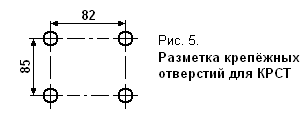 82
85
Рис. 5.
Разметка крепёжных
отверстий для КРСТ